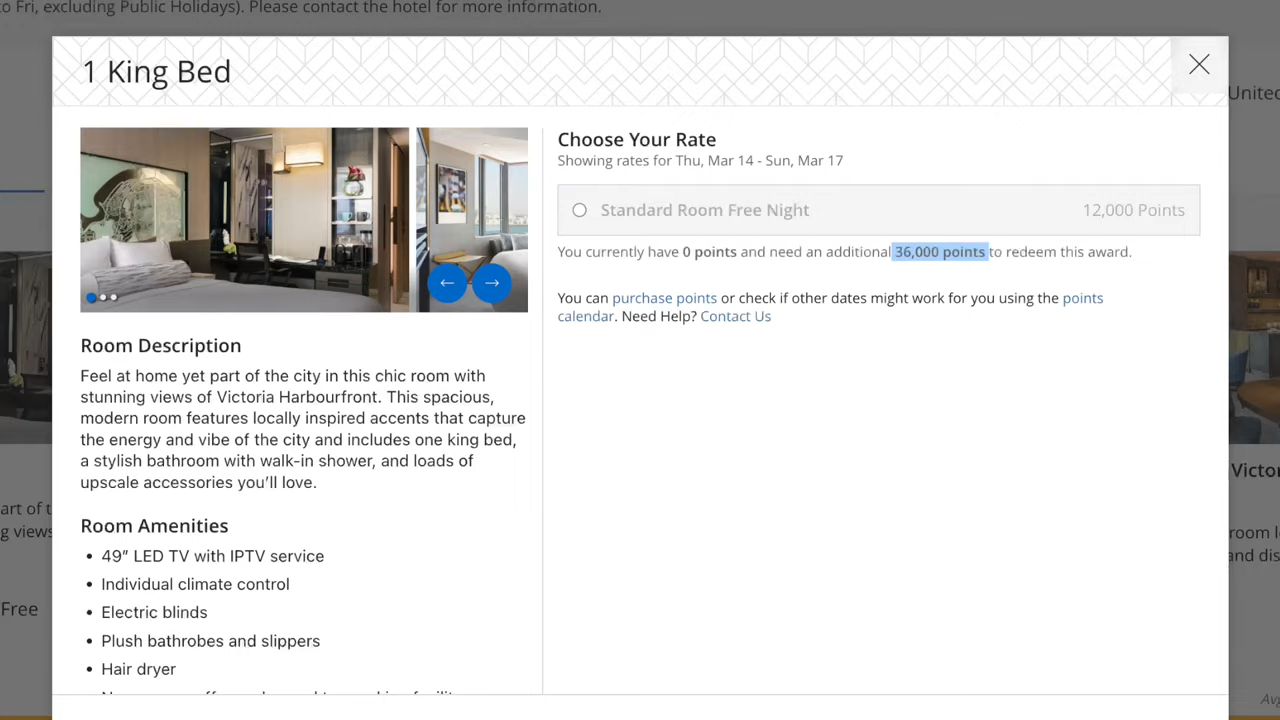 to Fri, excluding Public Holidays). Please contact the hotel for more information.
1 King Bed
United
Choose Your Rate
Showing rates for Thu, Mar 14 - Sun, Mar 17
Standard Room Free Night 12,000 Points
You currently have 0 points and need an additional 36,000 points to redeem this award.
You can purchase points or check if other dates might work for you using the points
calendar. Need Help? Contact Us
Room Description
Feel at home yet part of the city in this chic room with
stunning views of Victoria Harbourfront. This spacious,
modern room features locally inspired accents that capture
the energy and vibe of the city and includes one king bed,
a stylish bathroom with walk-in shower, and loads of
upscale accessories you’ll love.
Room Amenities
• 49” LED TV with IPTV service
• Individual climate control
• Electric blinds
• Plush bathrobes and slippers
• Hair dryer
art of t
g views
Free
Victor
room l
and dis